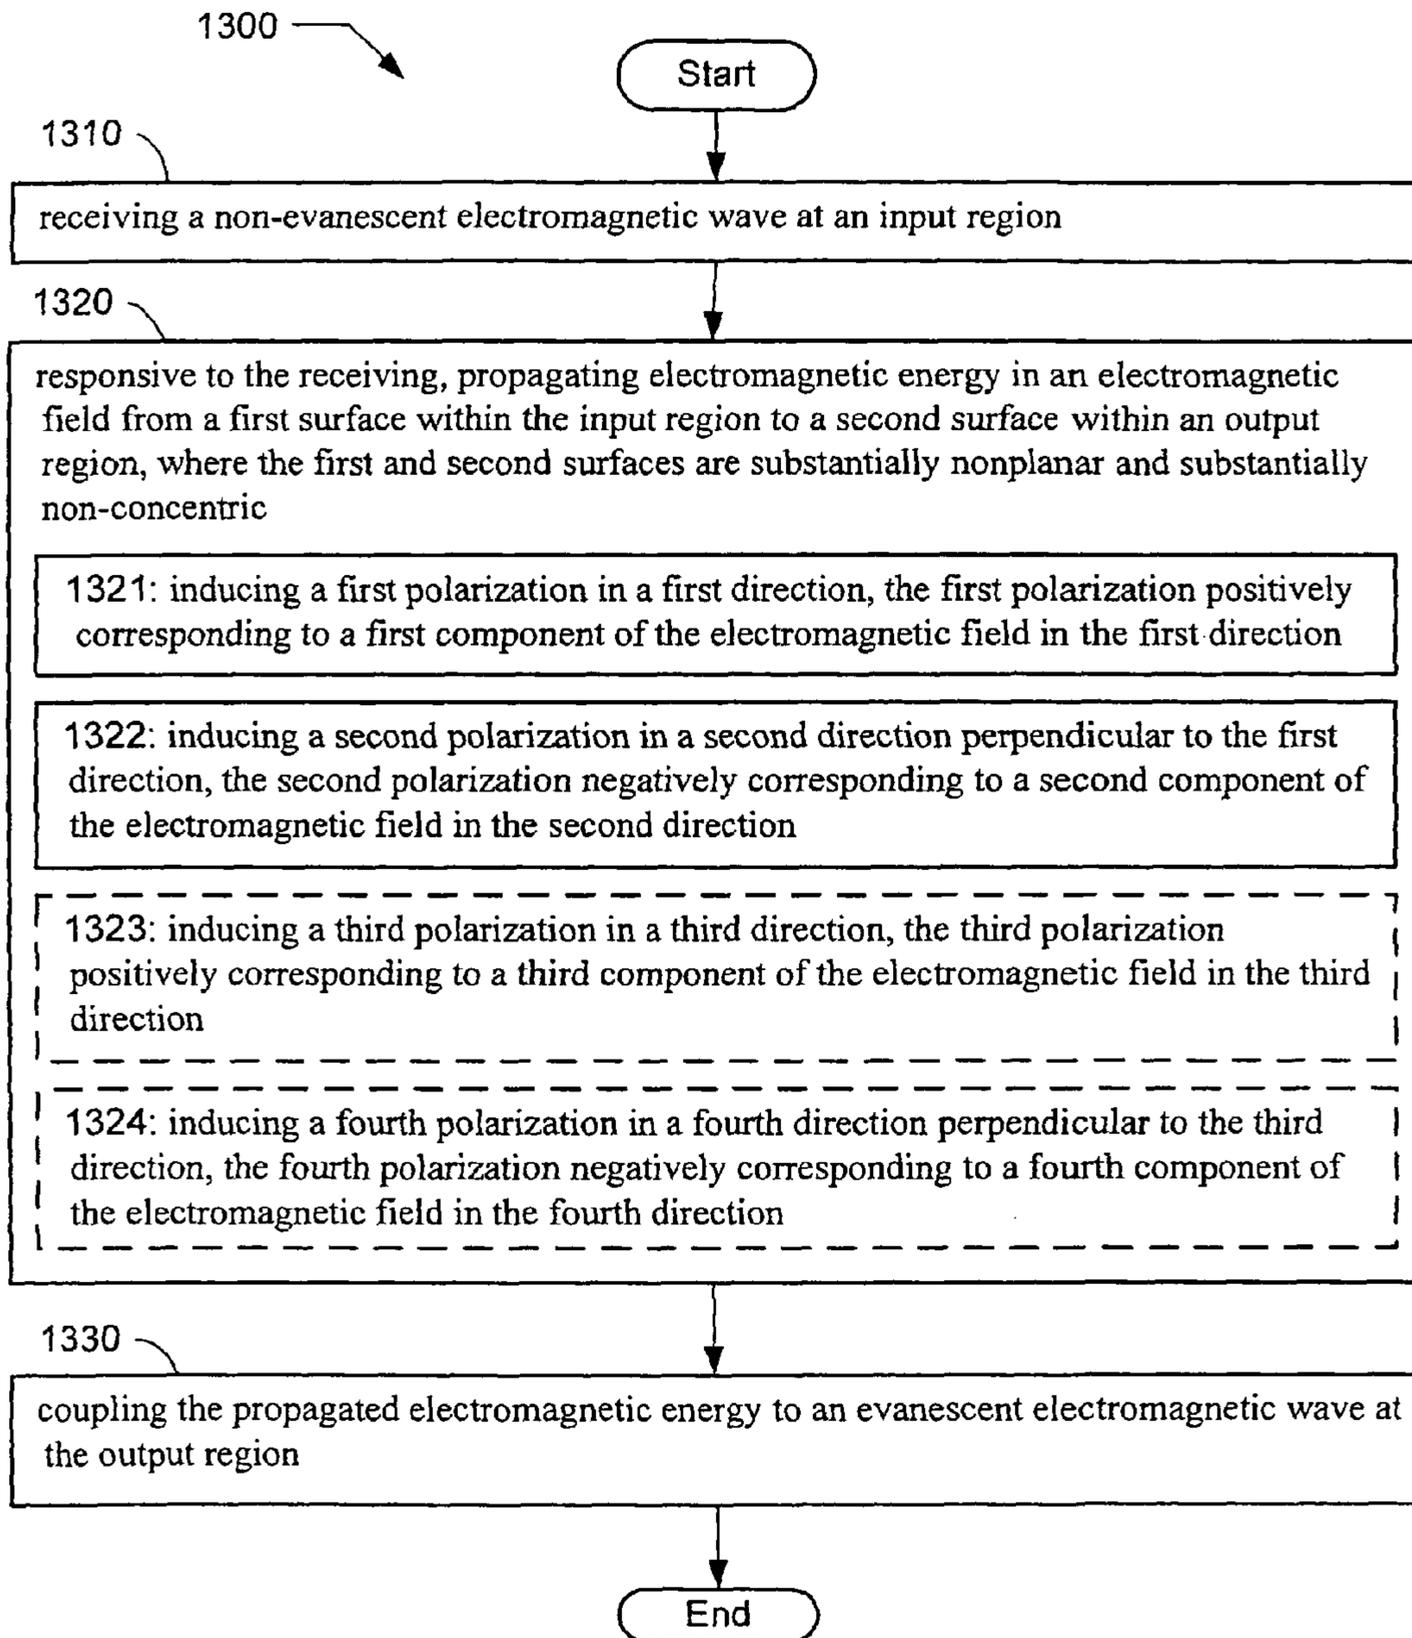 1300
Start
1310
receiving a non-evanescent electromagnetic wave at an input region
1320
responsive to the receiving, propagating electromagnetic energy in an electromagnetic
field from a first surface within the input region to a second surface within an output
region, where the first and second surfaces are substantially nonplanar and substantially
non-concentric
1321: inducing a first polarization in a first direction, the first polarization positively
corresponding to a first component of the electromagnetic field in the first direction
1322: inducing a second polarization in a second direction perpendicular to the first
direction, the second polarization negatively corresponding to a second component of
the electromagnetic field in the second direction
1323: inducing a third polarization in a third direction, the third polarization
positively corresponding to a third component of the electromagnetic field in the third
direction
1324: inducing a fourth polarization in a fourth direction perpendicular to the third
direction, the fourth polarization negatively corresponding to a fourth component of
the electromagnetic field in the fourth direction
1330
coupling the propagated electromagnetic energy to an evanescent electromagnetic wave at
the output region
End